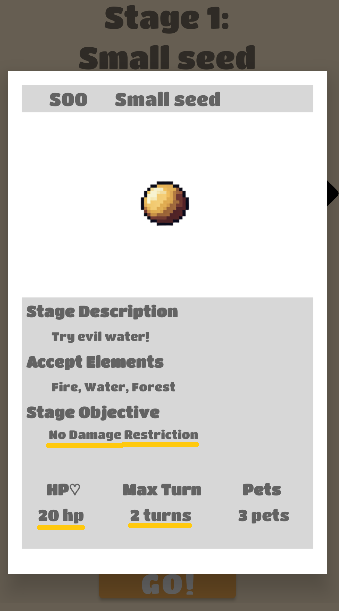 Stage 1:
Small seed
S00 Small seed
Stage Description
Try evil water!
Accept Elements
Fire, Water, Forest
Stage Objective
No Damage Restriction
HP♡ Max Turn Pets
20 hp 2 turns 3 pets
GO!